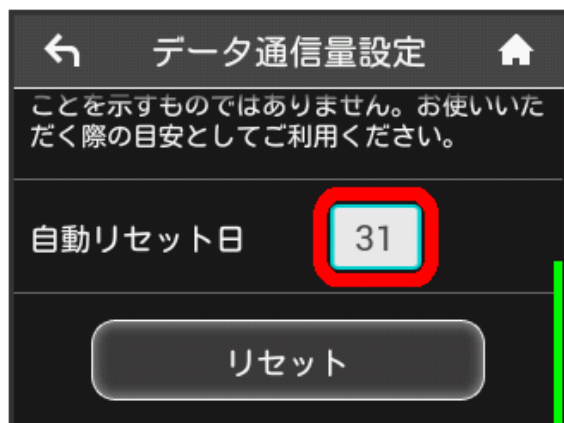 データ通信量設定
ことを示すものではありません。お使いいた
だく際の目安としてご利用ください。
自動リセット日 31
リセット